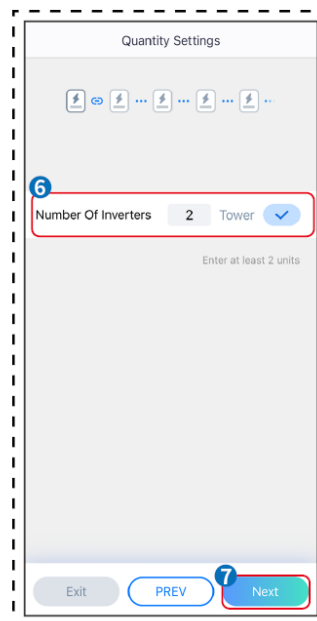 Quantity Settings
6
Number Of Inverters 2 Tower
Enter at least 2 units
7
Exit PREV Next